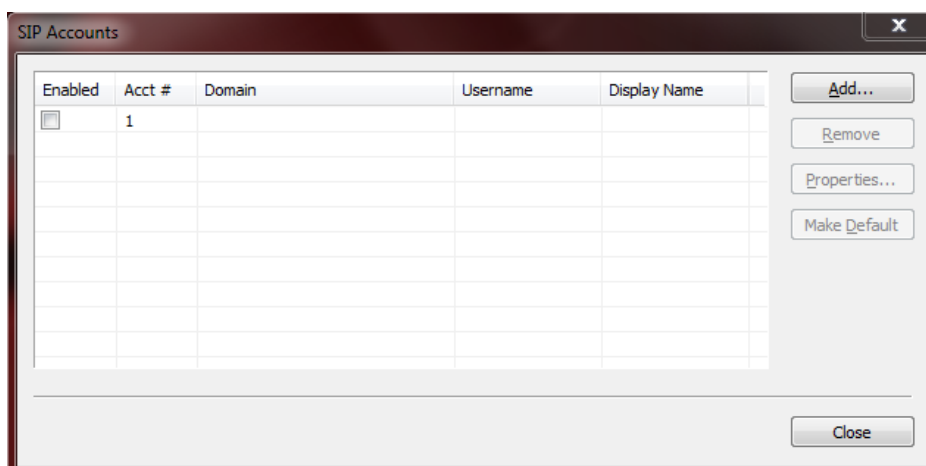 SIP Accounts
x
Enabled Acct # Domain Username Display Name
1
Add...
Remove
Properties...
Make Default
Close